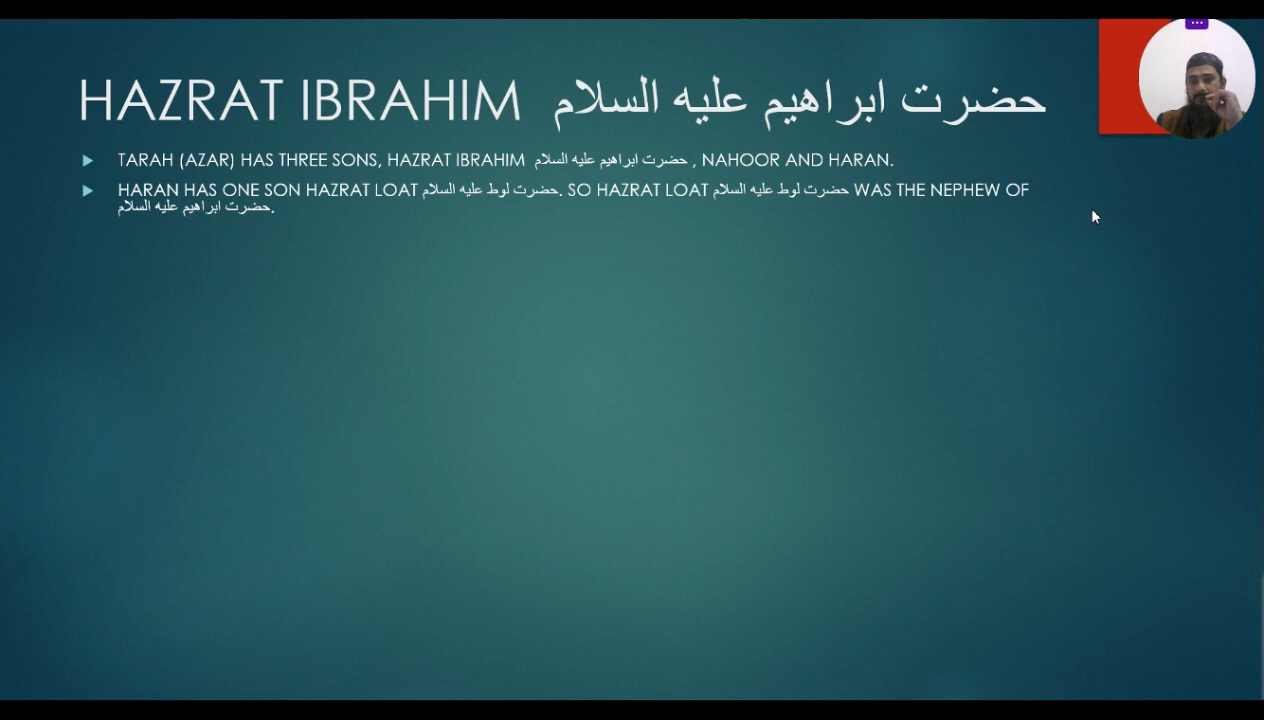 HAZRAT IBRAHIM حضرت ابراهيم عليه السلام
TARAH (AZAR) HAS THREE SONS, HAZRAT IBRAHIM حضرت ابراهيم عليه السلام , NAHOOR AND HARAN.
HARAN HAS ONE SON HAZRAT LOAT حضرت لوط عليه السلام. SO HAZRAT LOAT حضرت لوط عليه السلام WAS THE NEPHEW OF
حضرت ابراهيم عليه السلام.